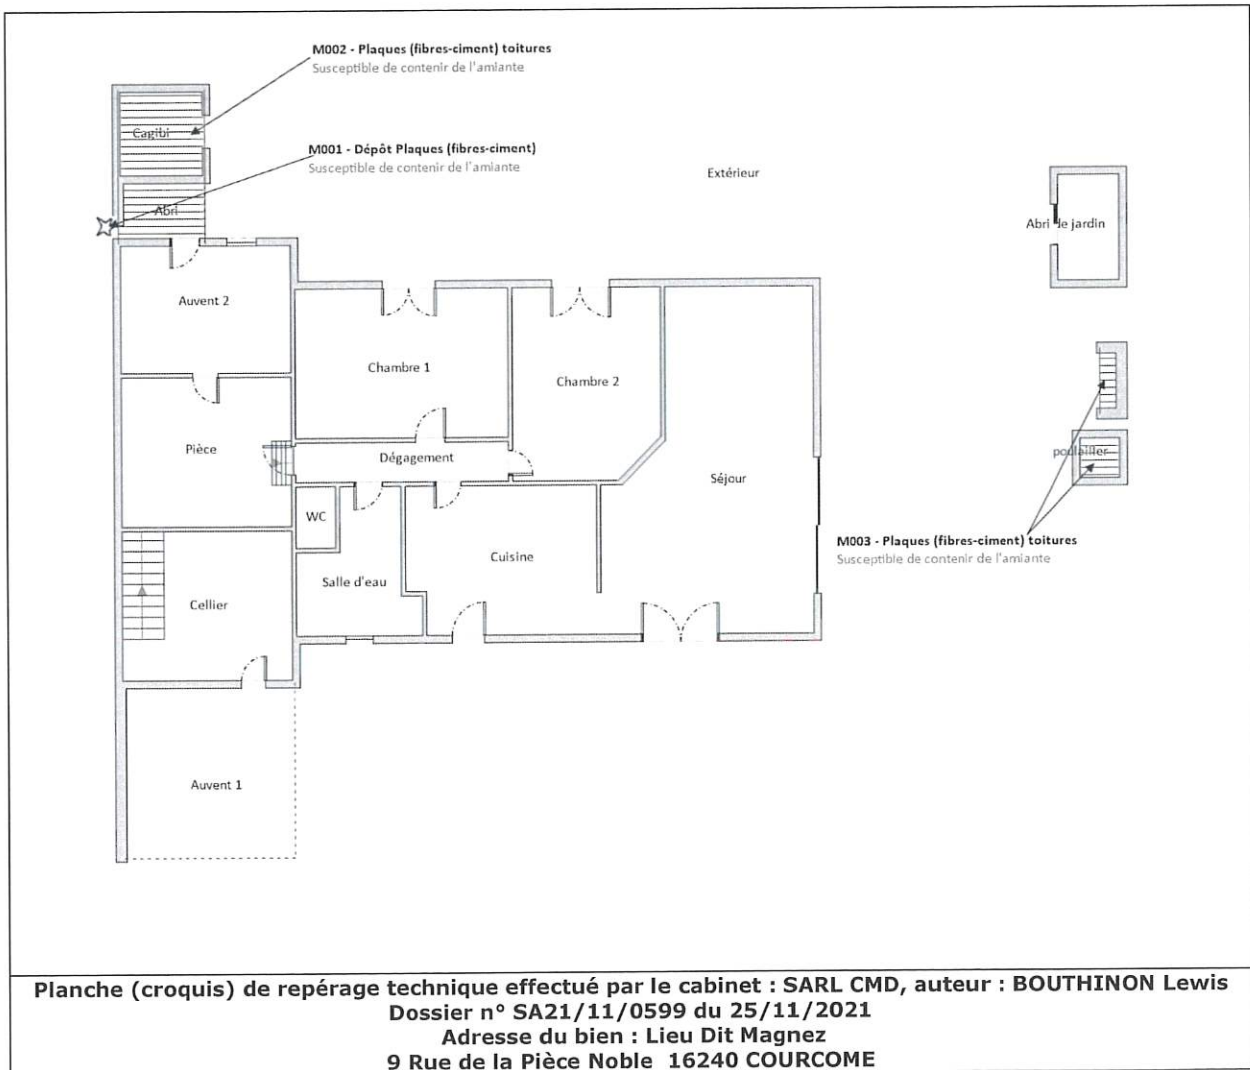 M002 - Plaques (fibres-ciment) toitures
Susceptible de contenir de l'amiante
Cagibi
M001 - Dépôt Plaques (fibres-ciment)
Susceptible de contenir de l'amiante
Extérieur
Abri
Abri de jardin
Auvent 2
Chambre 1
Chambre 2
Pièce
Dégagement
poulailler
Séjour
WC
M003 - Plaques (fibres-ciment) toitures
Susceptible de contenir de l'amiante
Cuisine
Salle d'eau
Cellier
Auvent 1
Planche (croquis) de repérage technique effectué par le cabinet : SARL CMD, auteur : BOUTHINON Lewis
Dossier n° SA21/11/0599 du 25/11/2021
Adresse du bien : Lieu Dit Magnez
9 Rue de la Pièce Noble 16240 COURCOME